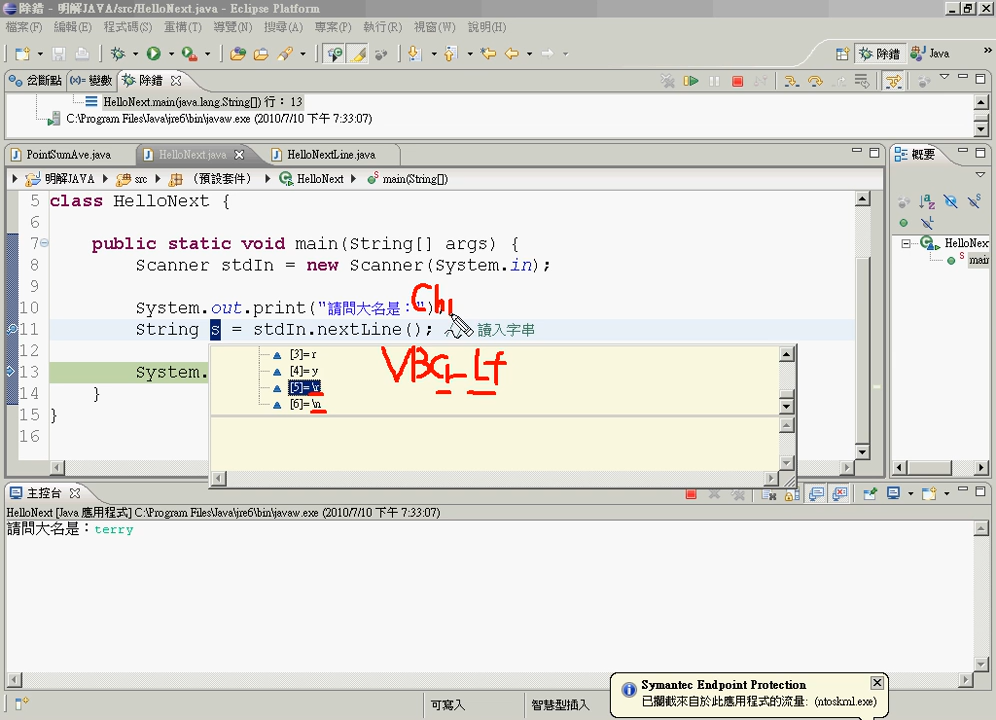 除錯 - 明解JAVA/src/HelloNext.java - Eclipse Platform
檔案(F) 編輯(E) 程式碼(S) 重構(T) 導覽(N) 搜尋(A) 專案(P) 執行(R) 視窗(W) 說明(H)
除錯 Java
岔斷點 (x)= 變數 除錯
HelloNext.main(java.lang.String[]) 行： 13
C:\Program Files\Java\jre6\bin\javaw.exe (2010/7/10 下午 7:33:07)
PointSumAve.java HelloNext.java HelloNextLine.java 概要
明解JAVA src （預設套件） HelloNext main(String[])
5 class HelloNext {
6
7 public static void main(String[] args) {
8 Scanner stdIn = new Scanner(System.in);
9
10 System.out.print("請問大名是：");
11 String s = stdIn.nextLine(); 讀入字串
12
13 System.
14 }
15 }
16
Chi
VBCrLf
[3]= r
[4]= y
[5]= \r
[6]= \n
HelloNext
main
主控台
HelloNext [Java 應用程式] C:\Program Files\Java\jre6\bin\javaw.exe (2010/7/10 下午 7:33:07)
請問大名是：terry
可寫入 智慧型插入
Symantec Endpoint Protection
已攔截來自於此應用程式的流量: (ntoskrnl.exe)